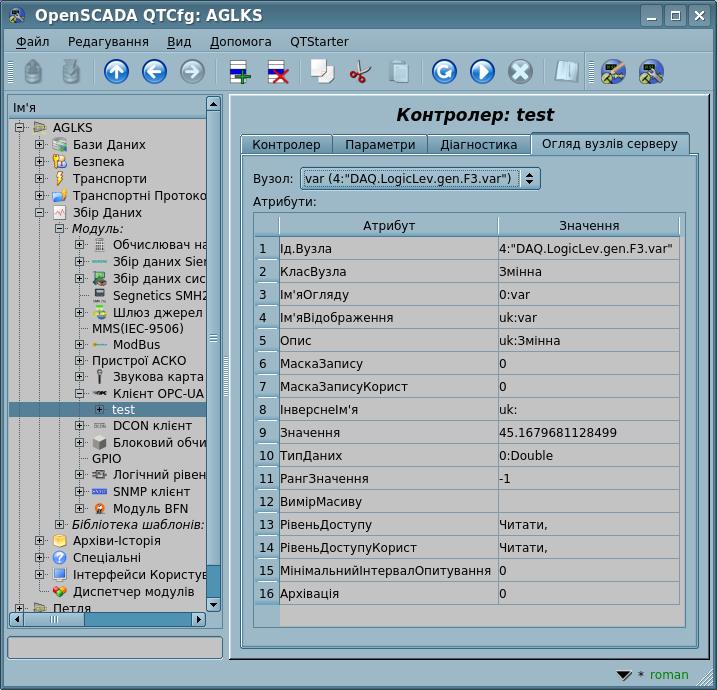 OpenSCADA QTCfg: AGLKS
Файл Редагування Вид Допомога QTStarter
Ім'я
AGLKS
Бази Даних
Безпека
Транспорти
Транспортні Протоко
Збір Даних
Модуль:
Обчислювач на
Збір даних Sien
Збір даних сис
Segnetics SMH2
Шлюз джерел
MMS(IEC-9506)
ModBus
Пристрої АСКО
Звукова карта
Клієнт OPC-UA
test
DCON клієнт
Блоковий обчи
GPIO
Логічний рівен
SNMP клієнт
Модуль BFN
Бібліотека шаблонів:
Архіви-Історія
Спеціальні
Інтерфейси Користув
Диспетчер модулів
Петля
Контролер: test
Контролер Параметри Діагностика Огляд вузлів серверу
Вузол: var (4:"DAQ.LogicLev.gen.F3.var")
Атрибути:
Атрибут Значення
1 Ід.Вузла 4:"DAQ.LogicLev.gen.F3.var"
2 КласВузла Змінна
3 Ім'яОгляду 0:var
4 Ім'яВідображення uk:var
5 Опис uk:Змінна
6 МаскаЗапису 0
7 МаскаЗаписуКорист 0
8 ІнверснеІм'я uk:
9 Значення 45.1679681128499
10 ТипДаних 0:Double
11 РангЗначення -1
12 ВимірМасиву
13 РівеньДоступу Читати,
14 РівеньДоступуКорист Читати,
15 МінімальнийІнтервалОпитування 0
16 Архівація 0
* roman